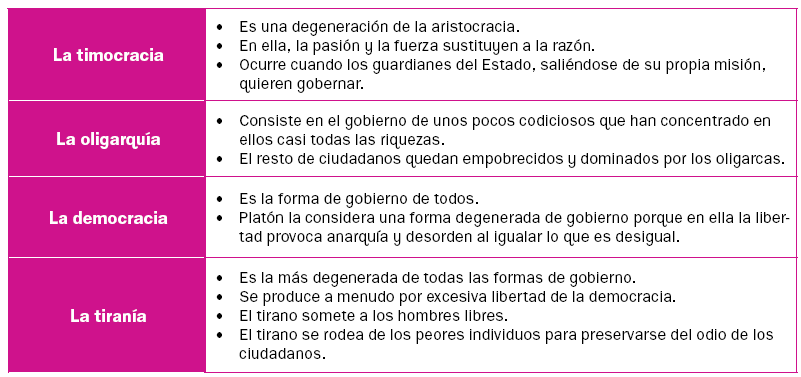 La timocracia
• Es una degeneración de la aristocracia.
• En ella, la pasión y la fuerza sustituyen a la razón.
• Ocurre cuando los guardianes del Estado, saliéndose de su propia misión,
quieren gobernar.
La oligarquía
• Consiste en el gobierno de unos pocos codiciosos que han concentrado en
ellos casi todas las riquezas.
• El resto de ciudadanos quedan empobrecidos y dominados por los oligarcas.
La democracia
• Es la forma de gobierno de todos.
• Platón la considera una forma degenerada de gobierno porque en ella la liber-
tad provoca anarquía y desorden al igualar lo que es desigual.
La tiranía
• Es la más degenerada de todas las formas de gobierno.
• Se produce a menudo por excesiva libertad de la democracia.
• El tirano somete a los hombres libres.
• El tirano se rodea de los peores individuos para preservarse del odio de los
ciudadanos.